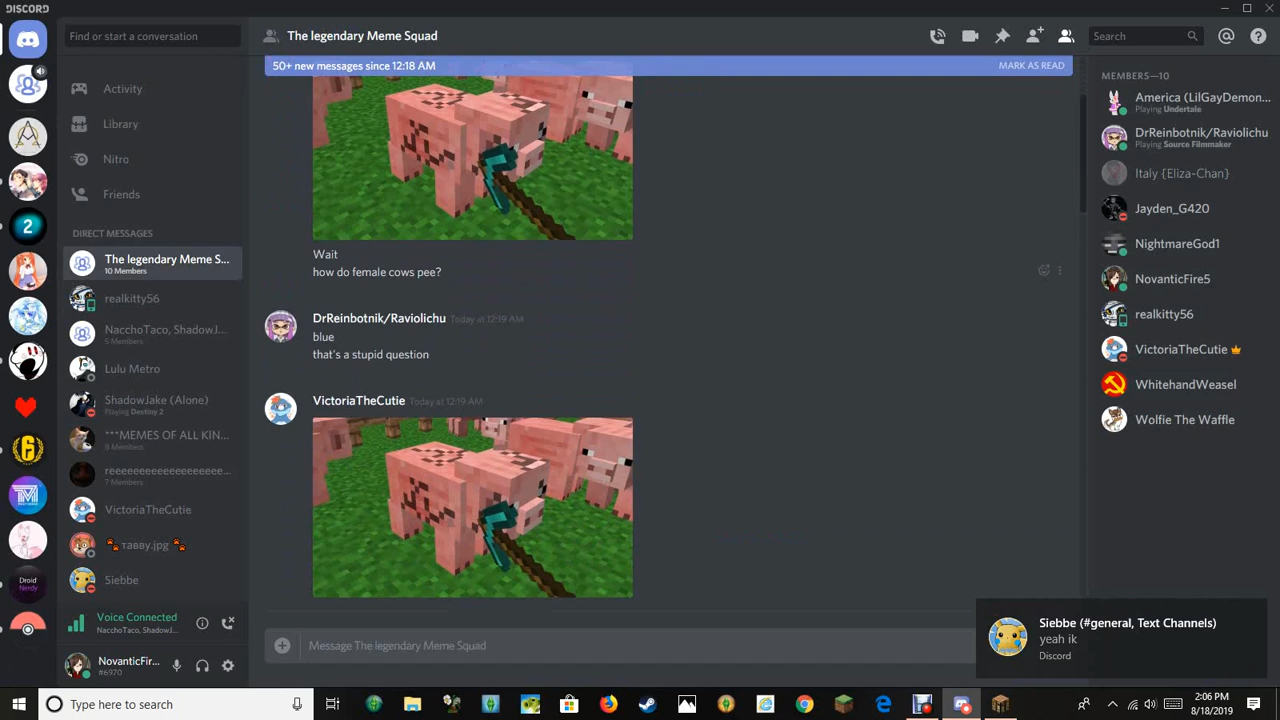 DISCORD
Find or start a conversation
The legendary Meme Squad
Search
50+ new messages since 12:18 AM
MARK AS READ
Activity
Library
Nitro
Friends
DIRECT MESSAGES
The legendary Meme S...
10 Members
realkitty56
NacchoTaco, ShadowJ...
5 Members
Lulu Metro
ShadowJake (Alone)
Playing Destiny 2
***MEMES OF ALL KIN...
9 Members
reeeeeeeeeeeeeeeeeee...
7 Members
VictoriaTheCutie
🐾 тавву.jpg 🐾
Siebbe
Voice Connected
NacchoTaco, ShadowJ...
NovanticFir...
#6970
2
6
Droid
Nerdy
Wait
how do female cows pee?
DrReinbotnik/Raviolichu Today at 12:19 AM
blue
that's a stupid question
VictoriaTheCutie Today at 12:19 AM
Message The legendary Meme Squad
MEMBERS—10
America (LilGayDemon...
Playing Undertale
DrReinbotnik/Raviolichu
Playing Source Filmmaker
Italy {Eliza-Chan}
Jayden_G420
NightmareGod1
NovanticFire5
realkitty56
VictoriaTheCutie
WhitehandWeasel
Wolfie The Waffle
Siebbe (#general, Text Channels)
yeah ik
Discord
Type here to search
2:06 PM
8/18/2019